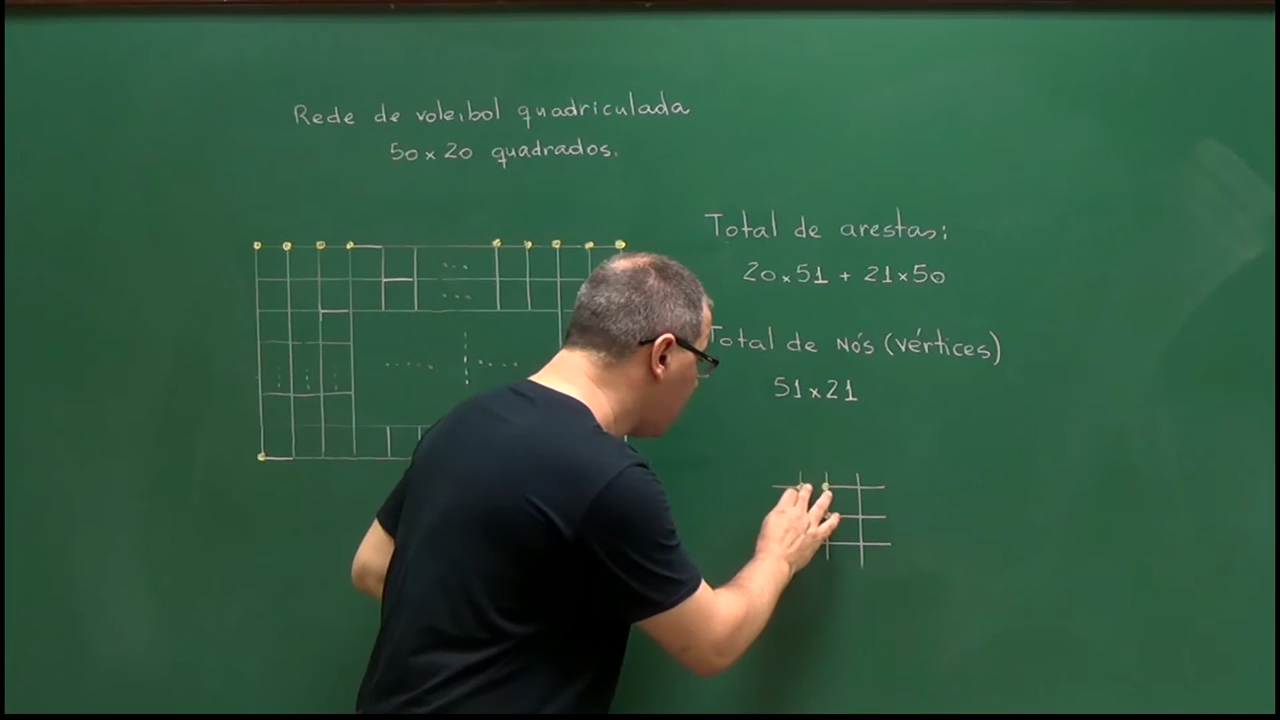 Rede de voleibol quadriculada
50 x 20 quadrados.
Total de arestas:
20 x 51 + 21 x 50
Total de nós (vértices)
51 x 21